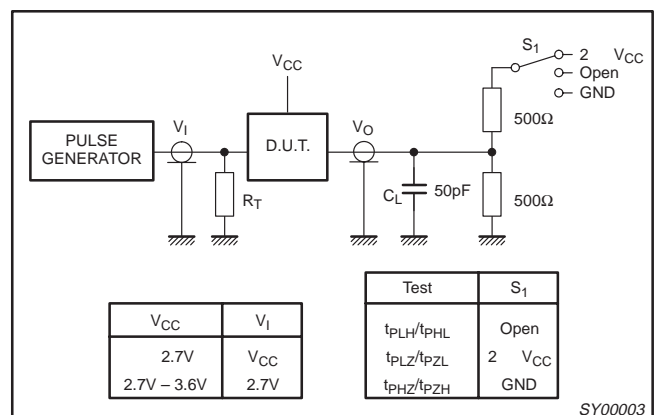 S1
2 VCC
Open
GND
VCC
500Ω
PULSE
GENERATOR
VI
D.U.T.
VO
RT
CL
50pF
500Ω
VCC VI
2.7V VCC
2.7V – 3.6V 2.7V
Test S1
tPLH/tPHL Open
tPLZ/tPZL 2 VCC
tPHZ/tPZH GND
SY00003